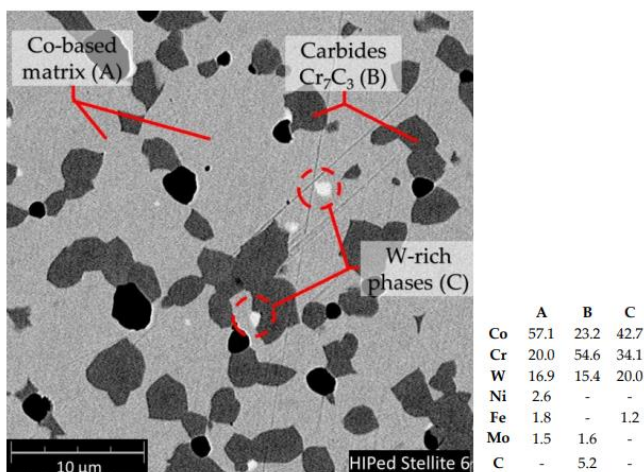 Co-based
matrix (A)
Carbides
Cr₇C₃ (B)
W-rich
phases (C)
10 μm
HIPed Stellite 6
A B C
Co 57.1 23.2 42.7
Cr 20.0 54.6 34.1
W 16.9 15.4 20.0
Ni 2.6 - -
Fe 1.8 - 1.2
Mo 1.5 1.6 -
C - 5.2 -